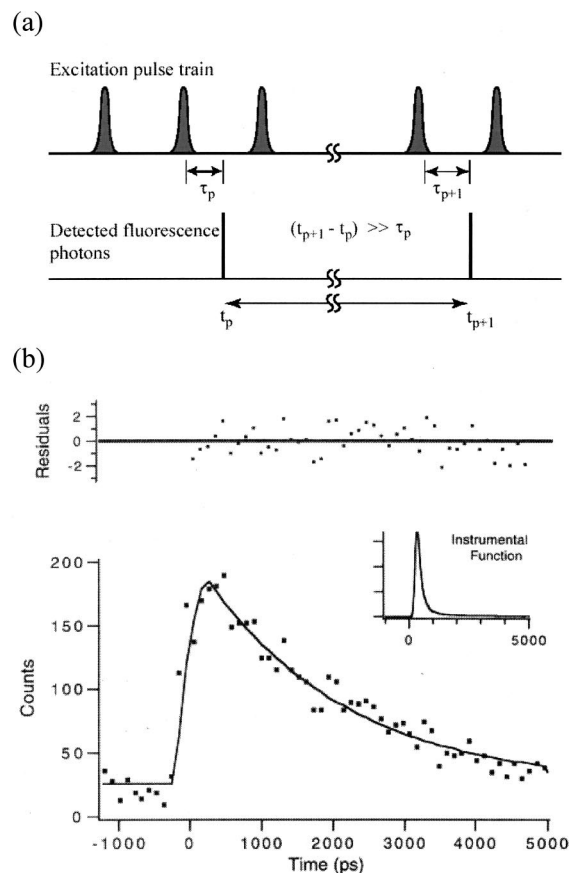 (a)
Excitation pulse train
τp
τp+1
Detected fluorescence
photons
(tp+1 - tp) >> τp
tp
tp+1
(b)
Residuals
2
0
-2
Counts
200
150
100
50
0
Instrumental
Function
0
5000
-1000
0
1000
2000
3000
4000
5000
Time (ps)